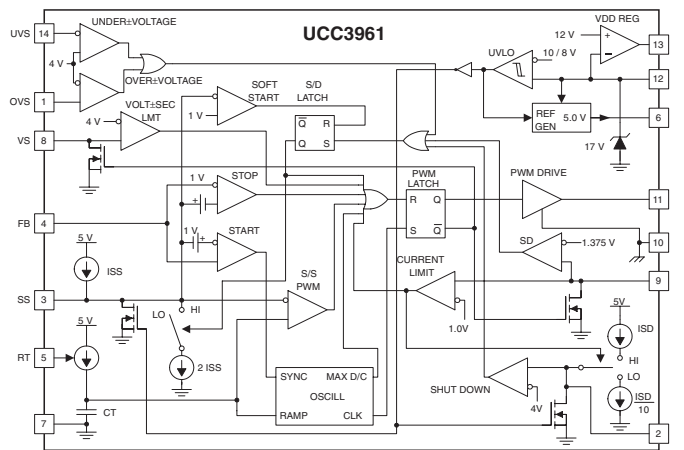 UCC3961
UVS
14
UNDER±VOLTAGE
4 V
OVER±VOLTAGE
OVS
1
VS
8
VOLT±SEC
LMT
4 V
SOFT
START
1 V
S/D
LATCH
Q
R
Q
S
UVLO
10 / 8 V
12 V
VDD REG
13
12
REF
GEN
5.0 V
6
17 V
1 V
STOP
FB
4
1 V
START
PWM
LATCH
R
Q
S
Q
PWM DRIVE
11
10
SD
1.375 V
9
5 V
ISS
SS
3
LO
HI
2 ISS
S/S
PWM
CURRENT
LIMIT
1.0V
5V
ISD
HI
LO
ISD
10
5 V
RT
5
CT
7
SYNC
MAX D/C
OSCILL
RAMP
CLK
SHUT DOWN
4V
2